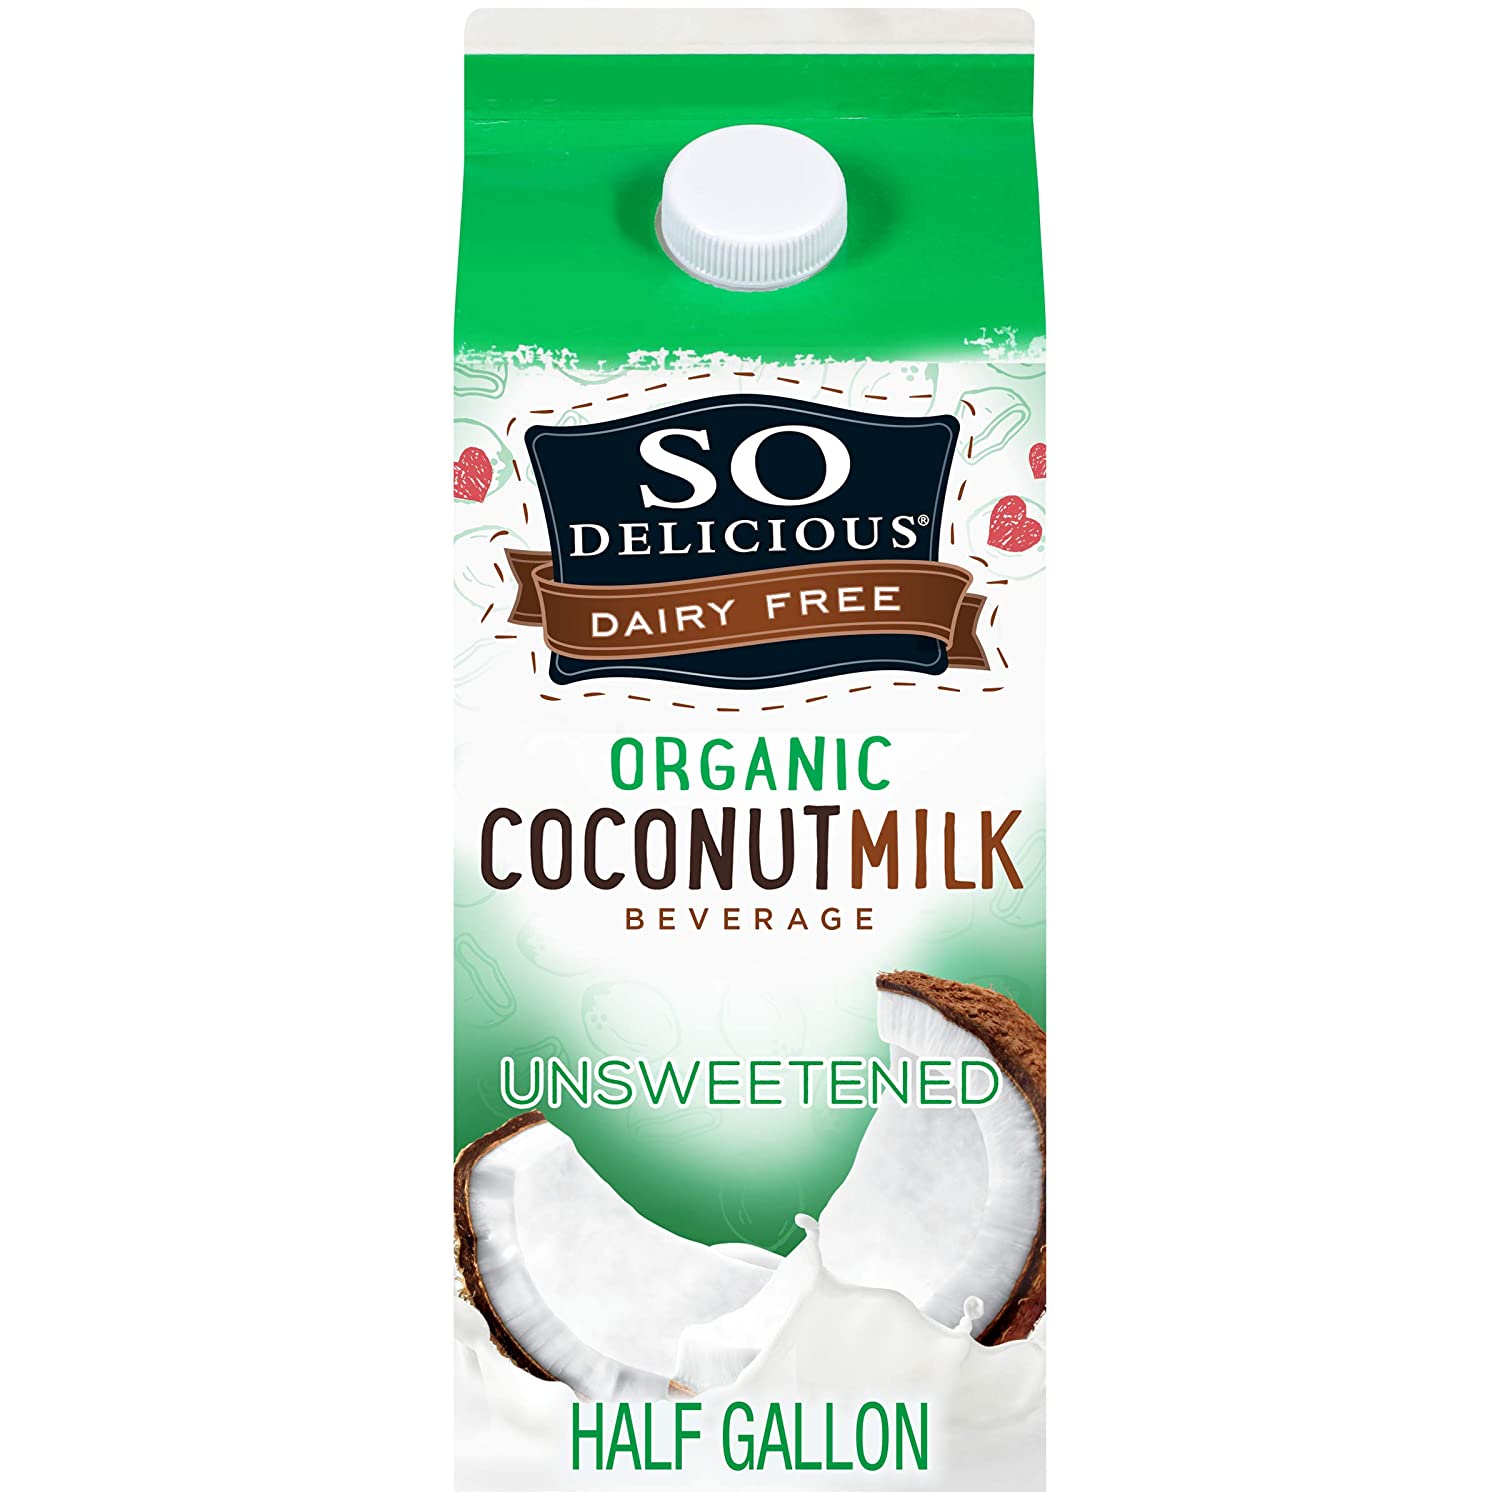 SO
DELICIOUS®
DAIRY FREE
ORGANIC
COCONUTMILK
BEVERAGE
UNSWEETENED
HALF GALLON